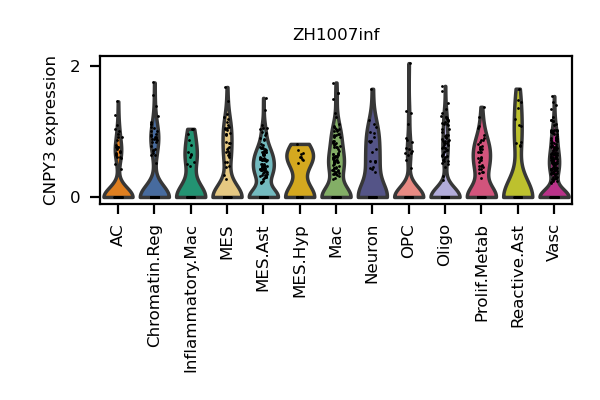 ZH1007inf
CNPY3 expression
2
0
AC
Chromatin.Reg
Inflammatory.Mac
MES
MES.Ast
MES.Hyp
Mac
Neuron
OPC
Oligo
Prolif.Metab
Reactive.Ast
Vasc